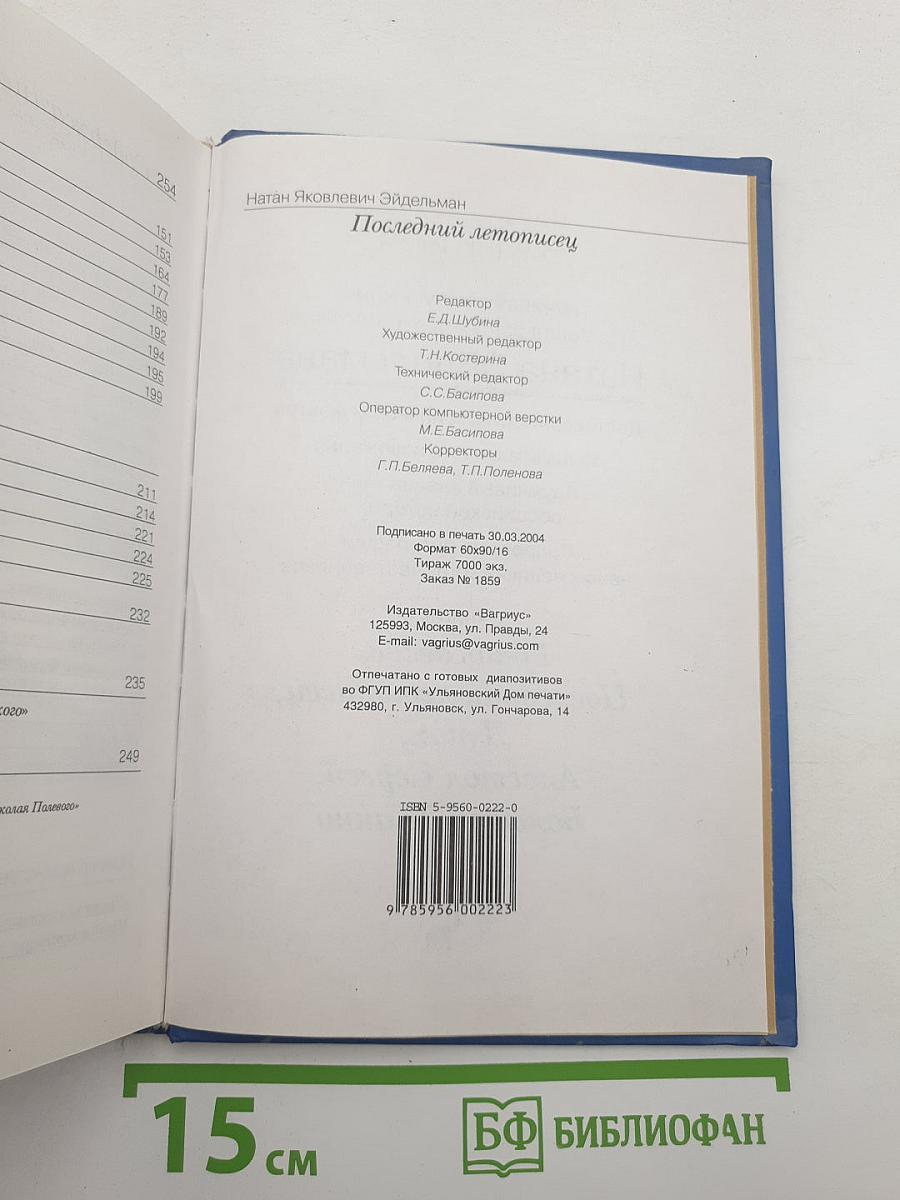 254
151
153
164
177
189
192
194
195
199
211
214
221
224
225
232
235
кого»
249
колая Полевого»
Натан Яковлевич Эйдельман
Последний летописец
Редактор
Е.Д.Шубина
Художественный редактор
Т.Н.Костерина
Технический редактор
С.С.Басипова
Оператор компьютерной верстки
М.Е.Басипова
Корректоры
Г.П.Беляева, Т.П.Поленова
Подписано в печать 30.03.2004
Формат 60x90/16
Тираж 7000 экз.
Заказ № 1859
Издательство «Вагриус»
125993, Москва, ул. Правды, 24
E-mail: vagrius@vagrius.com
Отпечатано с готовых диапозитивов
во ФГУП ИПК «Ульяновский Дом печати»
432980, г. Ульяновск, ул. Гончарова, 14
ISBN 5-9560-0222-0
9 785956 002223
15 см
БФ БИБЛИОФАН